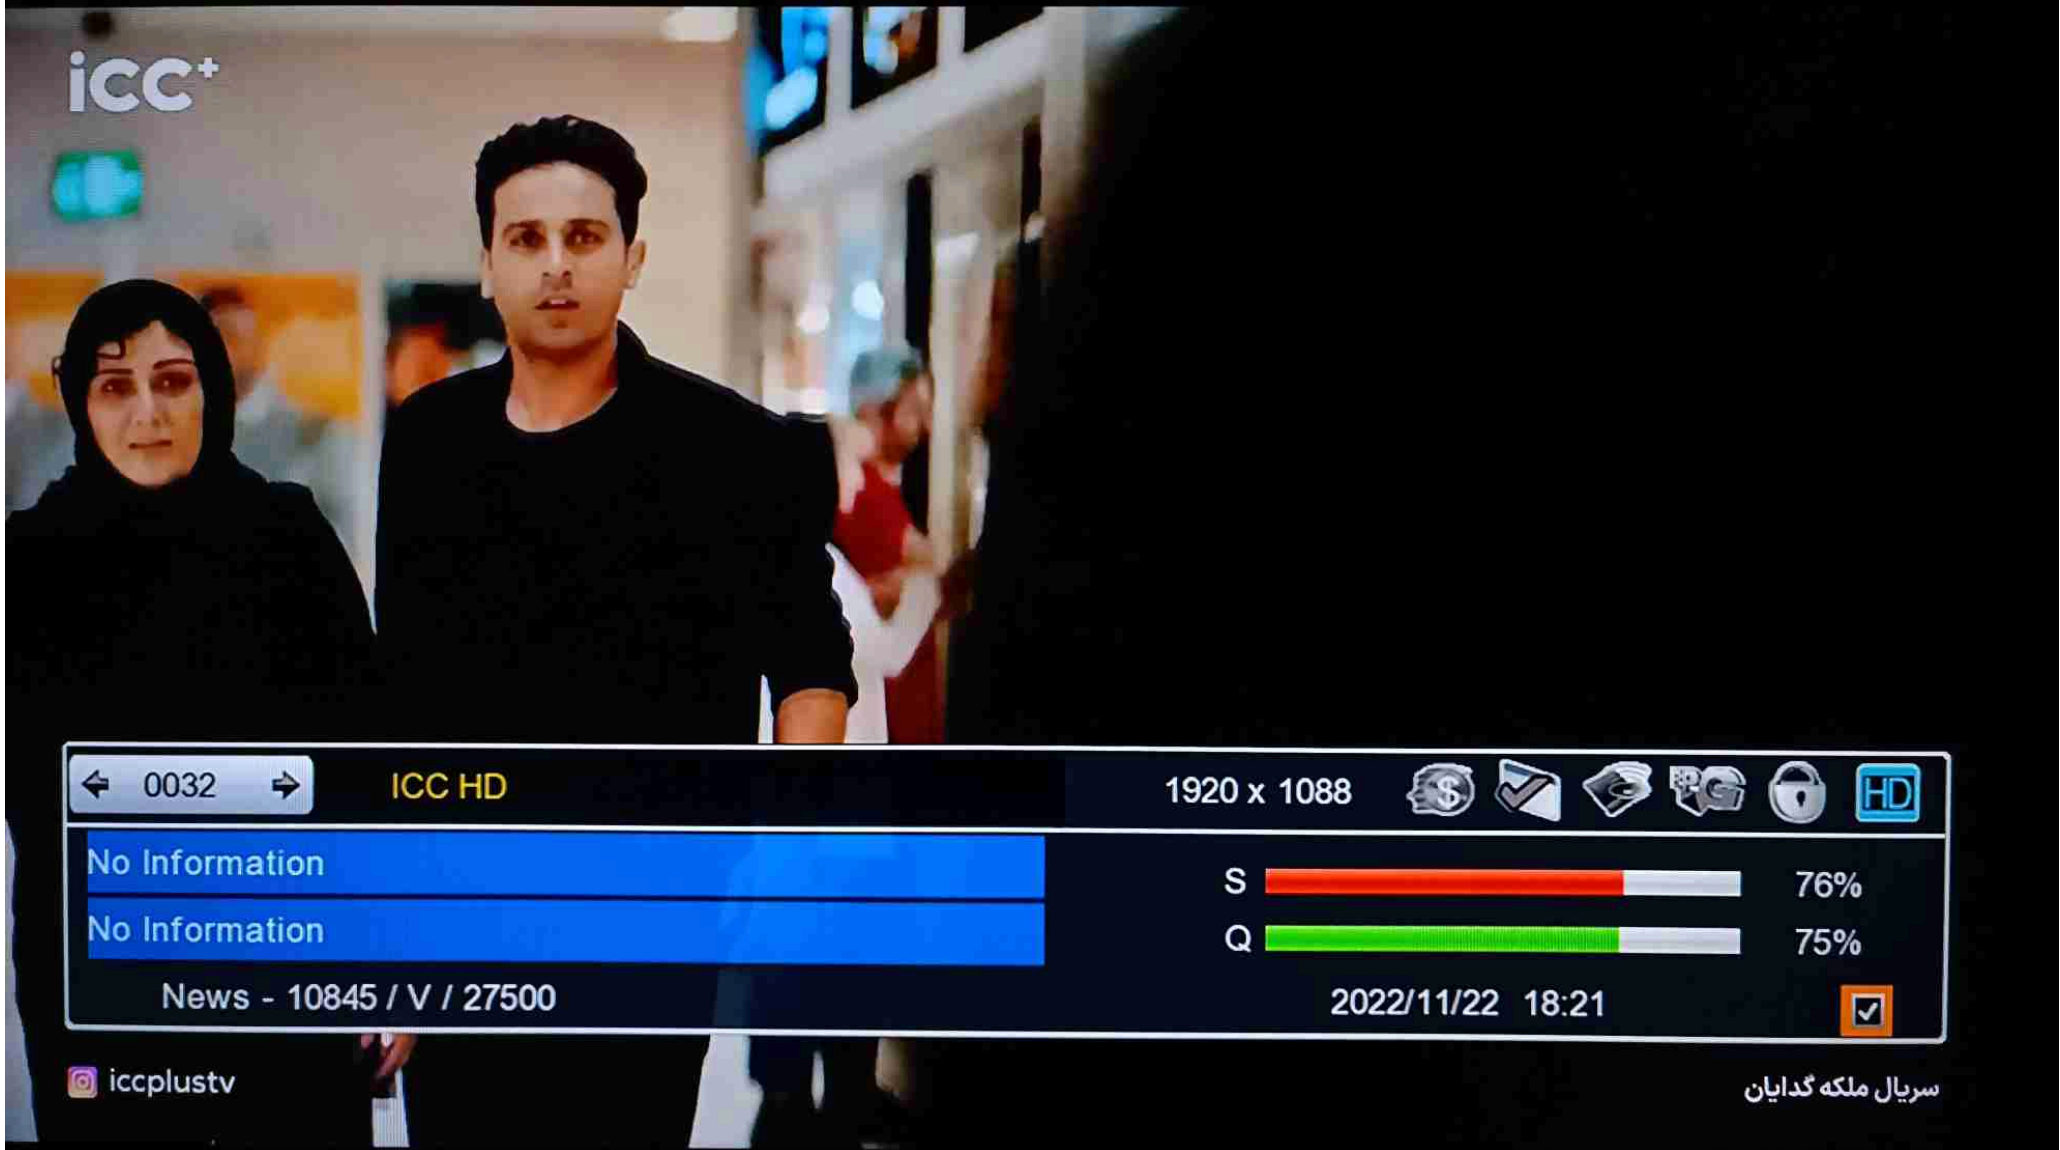 icc+
0032 ICC HD 1920 x 1088 HD
No Information
S 76%
No Information
Q 75%
News - 10845 / V / 27500
2022/11/22 18:21
iccplustv
سریال ملکه گدایان